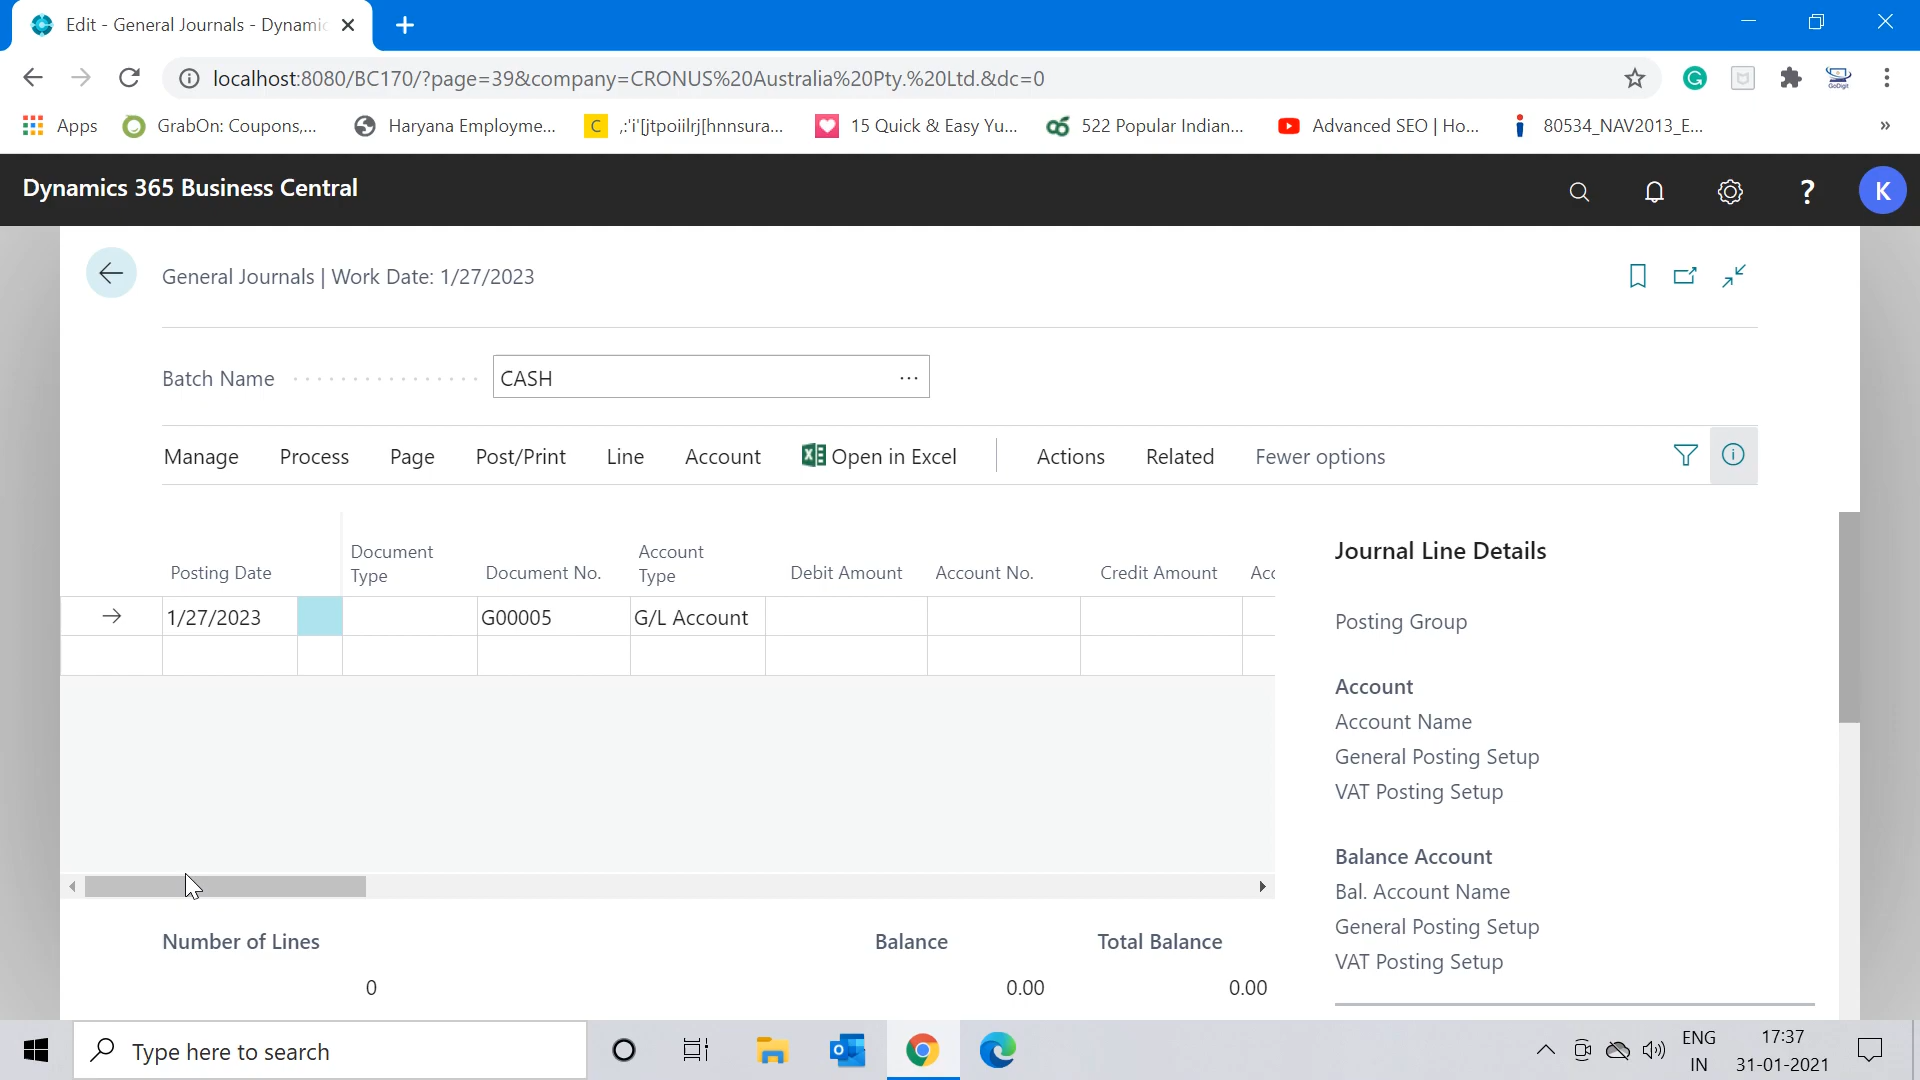 Edit - General Journals - Dynamic
localhost:8080/BC170/?page=39&company=CRONUS%20Australia%20Pty.%20Ltd.&dc=0
Apps
GrabOn: Coupons,...
Haryana Employme...
C
,:'i'[jtpoiilrj[hnnsura...
15 Quick & Easy Yu...
522 Popular Indian...
Advanced SEO | Ho...
80534_NAV2013_E...
»
Dynamics 365 Business Central
?
K
General Journals | Work Date: 1/27/2023
Batch Name
CASH
...
Manage
Process
Page
Post/Print
Line
Account
Open in Excel
Actions
Related
Fewer options
Posting Date
Document Type
Document No.
Account Type
Debit Amount
Account No.
Credit Amount
Acc
1/27/2023
G00005
G/L Account
Journal Line Details
Posting Group
Account
Account Name
General Posting Setup
VAT Posting Setup
Balance Account
Bal. Account Name
General Posting Setup
VAT Posting Setup
Number of Lines
Balance
Total Balance
0
0.00
0.00
Type here to search
ENG
IN
17:37
31-01-2021